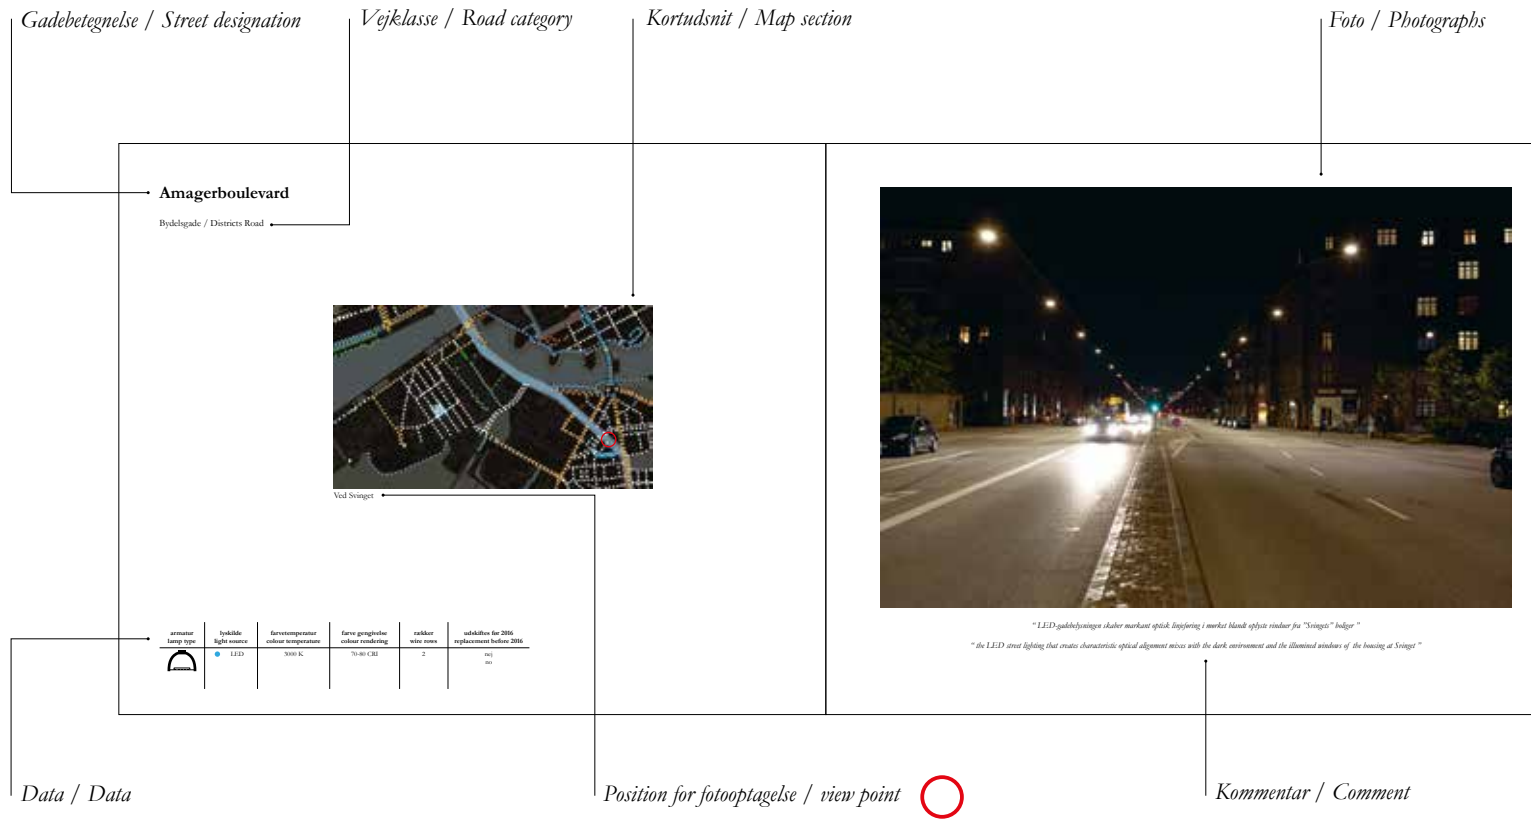 Gadebetegnelse / Street designation
Vejklasse / Road category
Kortudsnit / Map section
Foto / Photographs
Amagerboulevard
Bydelsgade / Districts Road
Ved Svinget
armatur lamp type
lyskilde light source
farvetemperatur colour temperature
farve gengivelse colour rendering
rækker wire rows
udskiftes før 2016 replacement before 2016
LED
3000 K
70-80 CRI
2
nej
no
" LED-gadebelysningen skaber markant optisk linjeføring i mørket blandt oplyste vinduer fra "Svingets" boliger "
" the LED street lighting that creates characteristic optical alignment mixes with the dark environment and the illumined windows of the housing at Svinget "
Data / Data
Position for fotooptagelse / view point
Kommentar / Comment